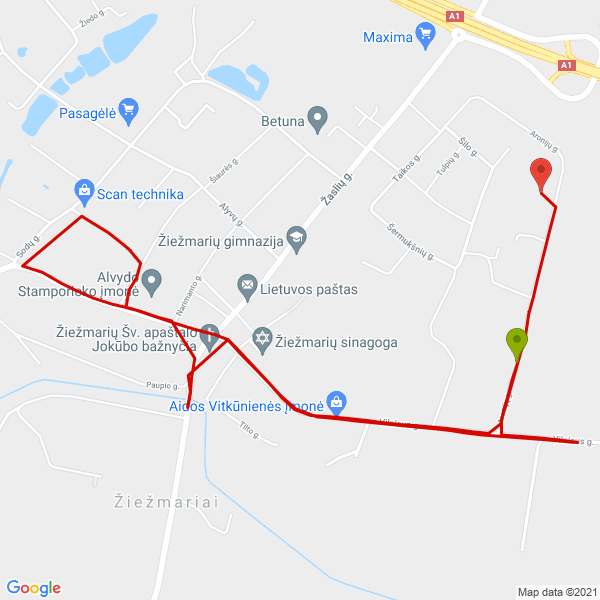 Žiedo g.
A1
Maxima
A1
Pasagėlė
Betuna
Aronijų g.
Šilo g.
Tulpių g.
Taikos g.
Šiaurės g.
Žaslių g.
Scan technika
Alyvų g.
Šermukšnių g.
Sodų g.
Žiežmarių gimnazija
Alvydo
Stamporioko įmonė
Narimanto g.
Lietuvos paštas
Žiežmarių Šv. apaštalo
Jokūbo bažnyčia
Žiežmarių sinagoga
Paupio g.
Aidos Vitkūnienės įmonė
Tilto g.
Vilniaus g.
Vilniaus g.
Žiežmariai
Google
Map data ©2021